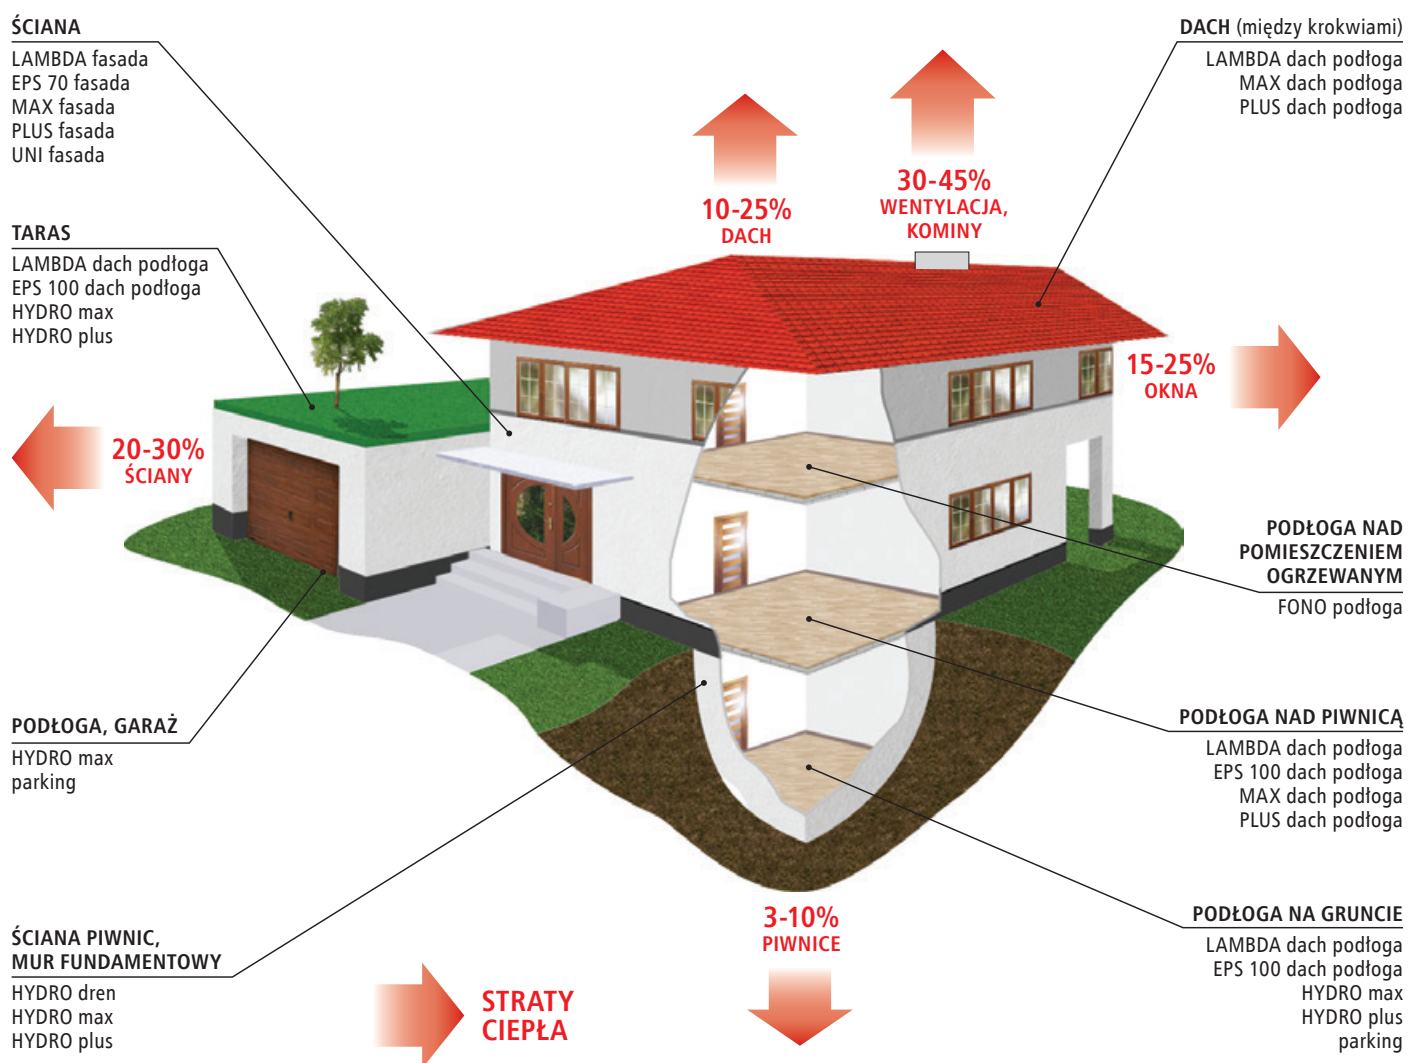 ŚCIANA
LAMBDA fasada
EPS 70 fasada
MAX fasada
PLUS fasada
UNI fasada
DACH (między krokwiami)
LAMBDA dach podłoga
MAX dach podłoga
PLUS dach podłoga
10-25%
DACH
30-45%
WENTYLACJA,
KOMINY
TARAS
LAMBDA dach podłoga
EPS 100 dach podłoga
HYDRO max
HYDRO plus
15-25%
OKNA
20-30%
ŚCIANY
PODŁOGA NAD
POMIESZCZENIEM
OGRZEWANYM
FONO podłoga
PODŁOGA, GARAŻ
HYDRO max
parking
PODŁOGA NAD PIWNICĄ
LAMBDA dach podłoga
EPS 100 dach podłoga
MAX dach podłoga
PLUS dach podłoga
ŚCIANA PIWNIC,
MUR FUNDAMENTOWY
HYDRO dren
HYDRO max
HYDRO plus
3-10%
PIWNICE
PODŁOGA NA GRUNCIE
LAMBDA dach podłoga
EPS 100 dach podłoga
HYDRO max
HYDRO plus
parking
STRATY
CIEPŁA